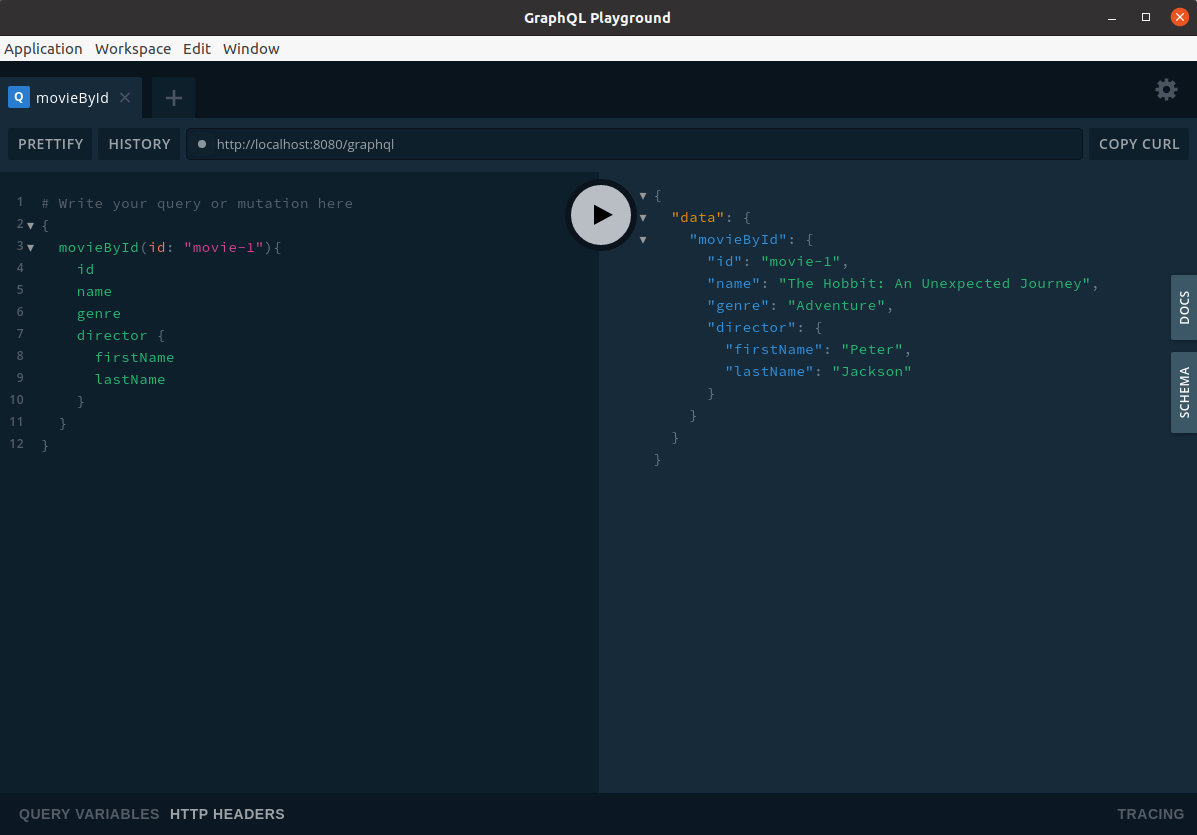 GraphQL Playground
Application Workspace Edit Window
Q movieById
PRETTIFY HISTORY http://localhost:8080/graphql COPY CURL
1 # Write your query or mutation here
2 {
3 movieById(id: "movie-1"){
4 id
5 name
6 genre
7 director {
8 firstName
9 lastName
10 }
11 }
12 }
{
"data": {
"movieById": {
"id": "movie-1",
"name": "The Hobbit: An Unexpected Journey",
"genre": "Adventure",
"director": {
"firstName": "Peter",
"lastName": "Jackson"
}
}
}
}
DOCS
SCHEMA
QUERY VARIABLES HTTP HEADERS TRACING